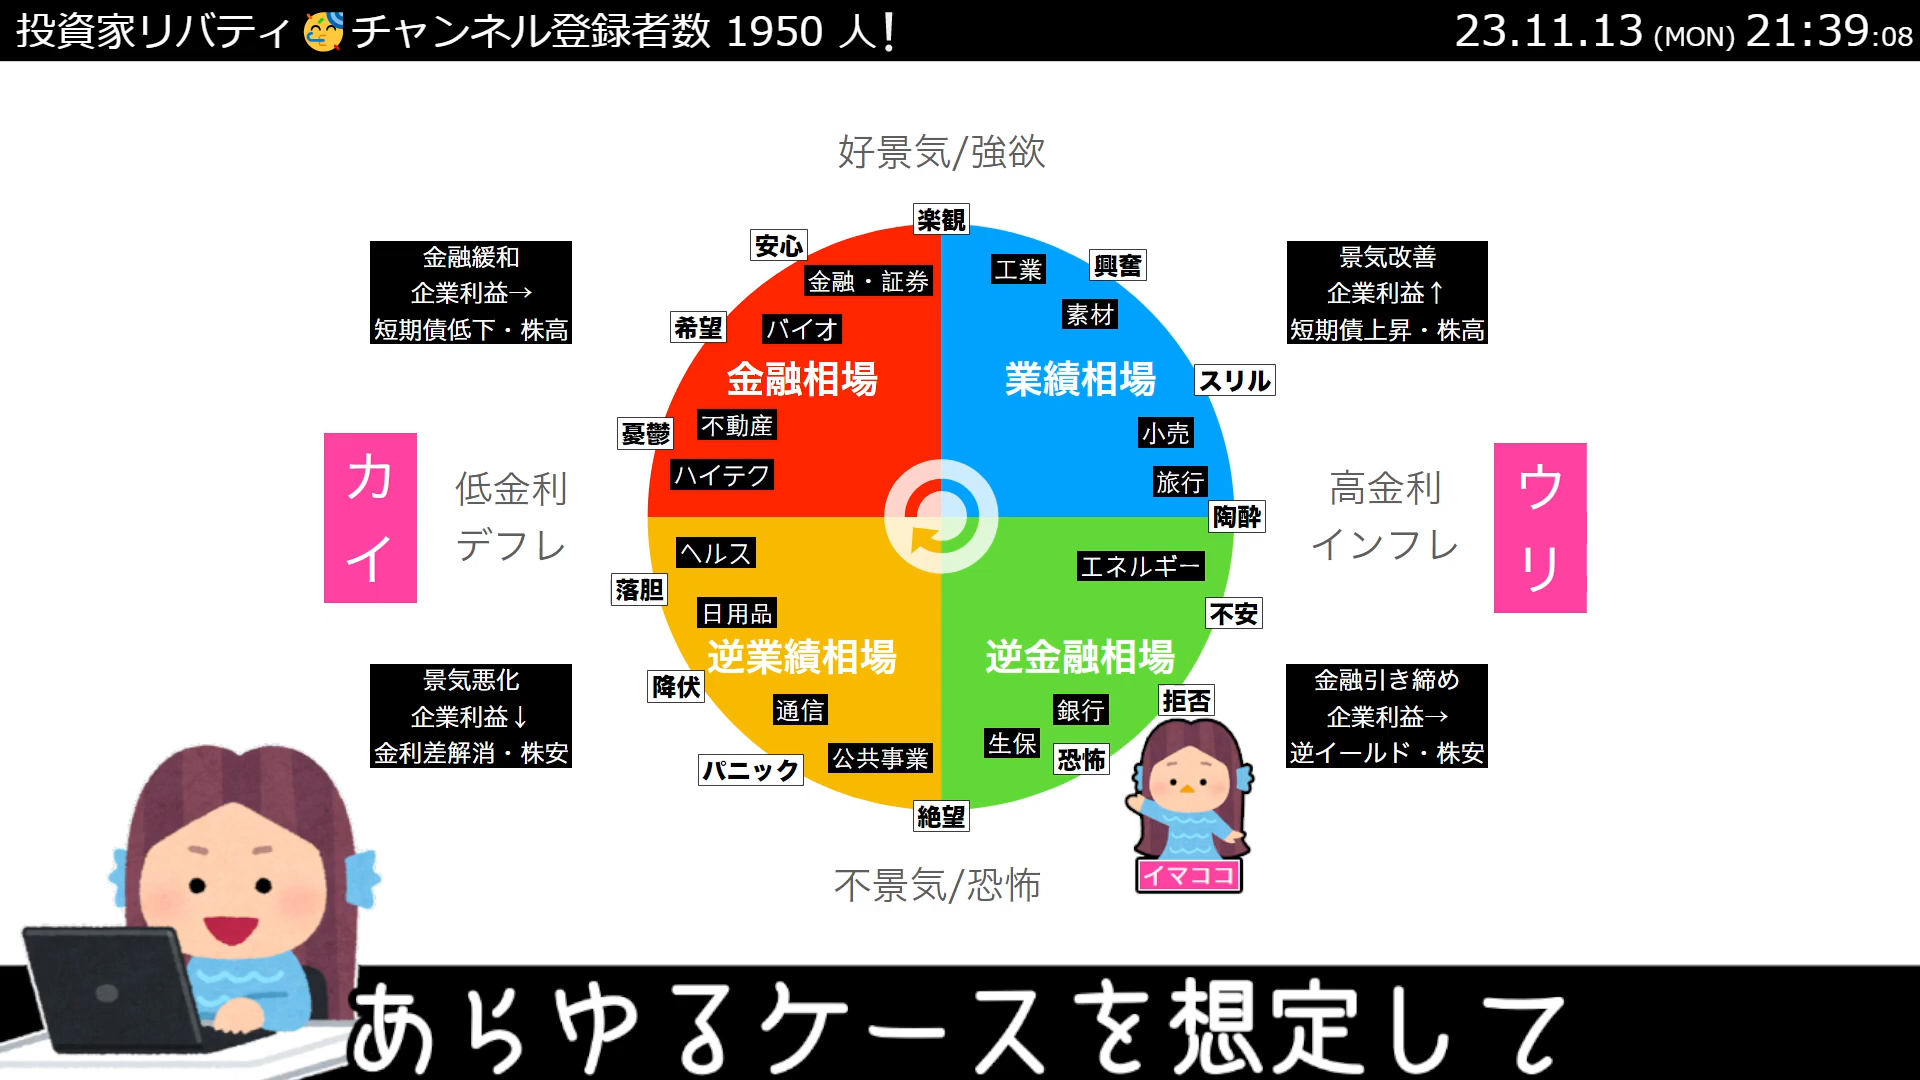 投資家リバティ🥳チャンネル登録者数 1950 人!
23.11.13 (MON) 21:39:08
好景気/強欲
楽観
安心
金融・証券
希望
バイオ
金融相場
憂鬱
不動産
ハイテク
工業
興奮
素材
業績相場
スリル
小売
旅行
陶酔
金融緩和
企業利益→
短期債低下・株高
景気改善
企業利益↑
短期債上昇・株高
カイ
低金利
デフレ
高金利
インフレ
ウリ
ヘルス
落胆
日用品
逆業績相場
降伏
通信
パニック
公共事業
エネルギー
不安
逆金融相場
拒否
銀行
生保
恐怖
絶望
イマココ
景気悪化
企業利益↓
金利差解消・株安
金融引き締め
企業利益→
逆イールド・株安
不景気/恐怖
あらゆるケースを想定して